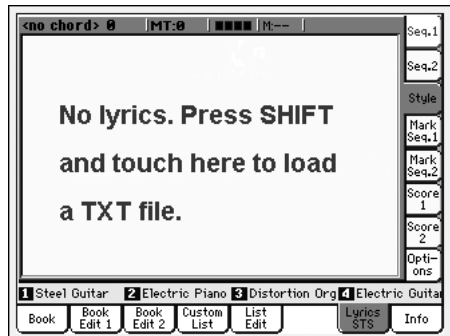 <no chord> 0 |MT:0 | M:-- |
Seq.1
Seq.2
Style
Mark
Seq.1
Mark
Seq.2
Score
1
Score
2
Opti-
ons
No lyrics. Press SHIFT
and touch here to load
a TXT file.
1 Steel Guitar 2 Electric Piano 3 Distortion Org 4 Electric Guita
Book
Book
Edit 1
Book
Edit 2
Custom
List
List
Edit
Lyrics
STS
Info